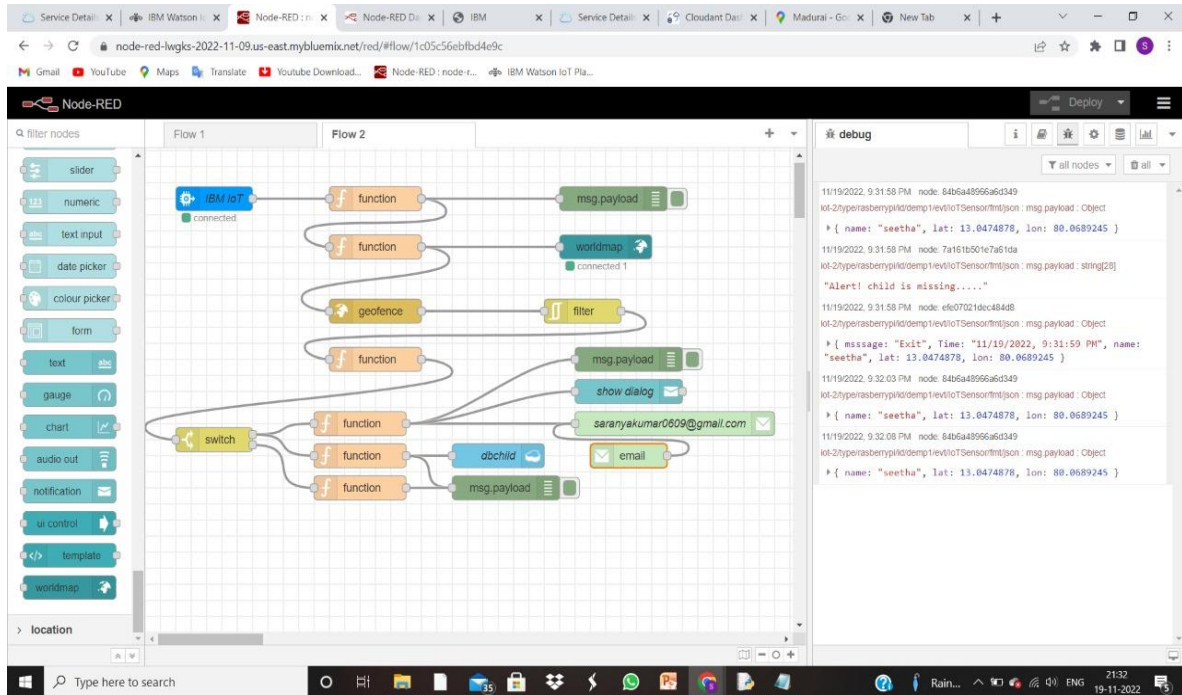 Service Detail
IBM Watson I
Node-RED : n
Node-RED Da
IBM
Service Detail
Cloudant Das
Madurai - Go
New Tab
node-red-lwgks-2022-11-09.us-east.mybluemix.net/red/#flow/1c05c56ebfbd4e9c
S
Gmail
YouTube
Maps
Translate
Youtube Download...
Node-RED : node-r...
IBM Watson IoT Pla...
Node-RED
Deploy
filter nodes
Flow 1
Flow 2
debug
all nodes
all
slider
123 numeric
abc text input
date picker
colour picker
form
text abc
gauge
chart
audio out
notification
ui control
</> template
worldmap
location
IBM IoT
connected
function
msg.payload
function
worldmap
connected 1
geofence
filter
function
msg.payload
show dialog
function
saranyakumar0609@gmail.com
switch
function
dbchild
email
function
msg.payload
11/19/2022, 9:31:58 PM node: 84b6a48966a6d349
iot-2/type/rasberrypi/id/demp1/evt/IoTSensor/fmt/json : msg.payload : Object
{ name: "seetha", lat: 13.0474878, lon: 80.0689245 }
11/19/2022, 9:31:58 PM node: 7a161b501e7a61da
iot-2/type/rasberrypi/id/demp1/evt/IoTSensor/fmt/json : msg.payload : string[28]
"Alert! child is missing....."
11/19/2022, 9:31:58 PM node: efe07021dec484d8
iot-2/type/rasberrypi/id/demp1/evt/IoTSensor/fmt/json : msg.payload : Object
{ msssage: "Exit", Time: "11/19/2022, 9:31:59 PM", name:
"seetha", lat: 13.0474878, lon: 80.0689245 }
11/19/2022, 9:32:03 PM node: 84b6a48966a6d349
iot-2/type/rasberrypi/id/demp1/evt/IoTSensor/fmt/json : msg.payload : Object
{ name: "seetha", lat: 13.0474878, lon: 80.0689245 }
11/19/2022, 9:32:08 PM node: 84b6a48966a6d349
iot-2/type/rasberrypi/id/demp1/evt/IoTSensor/fmt/json : msg.payload : Object
{ name: "seetha", lat: 13.0474878, lon: 80.0689245 }
Type here to search
35
Rain...
ENG
21:32
19-11-2022
5